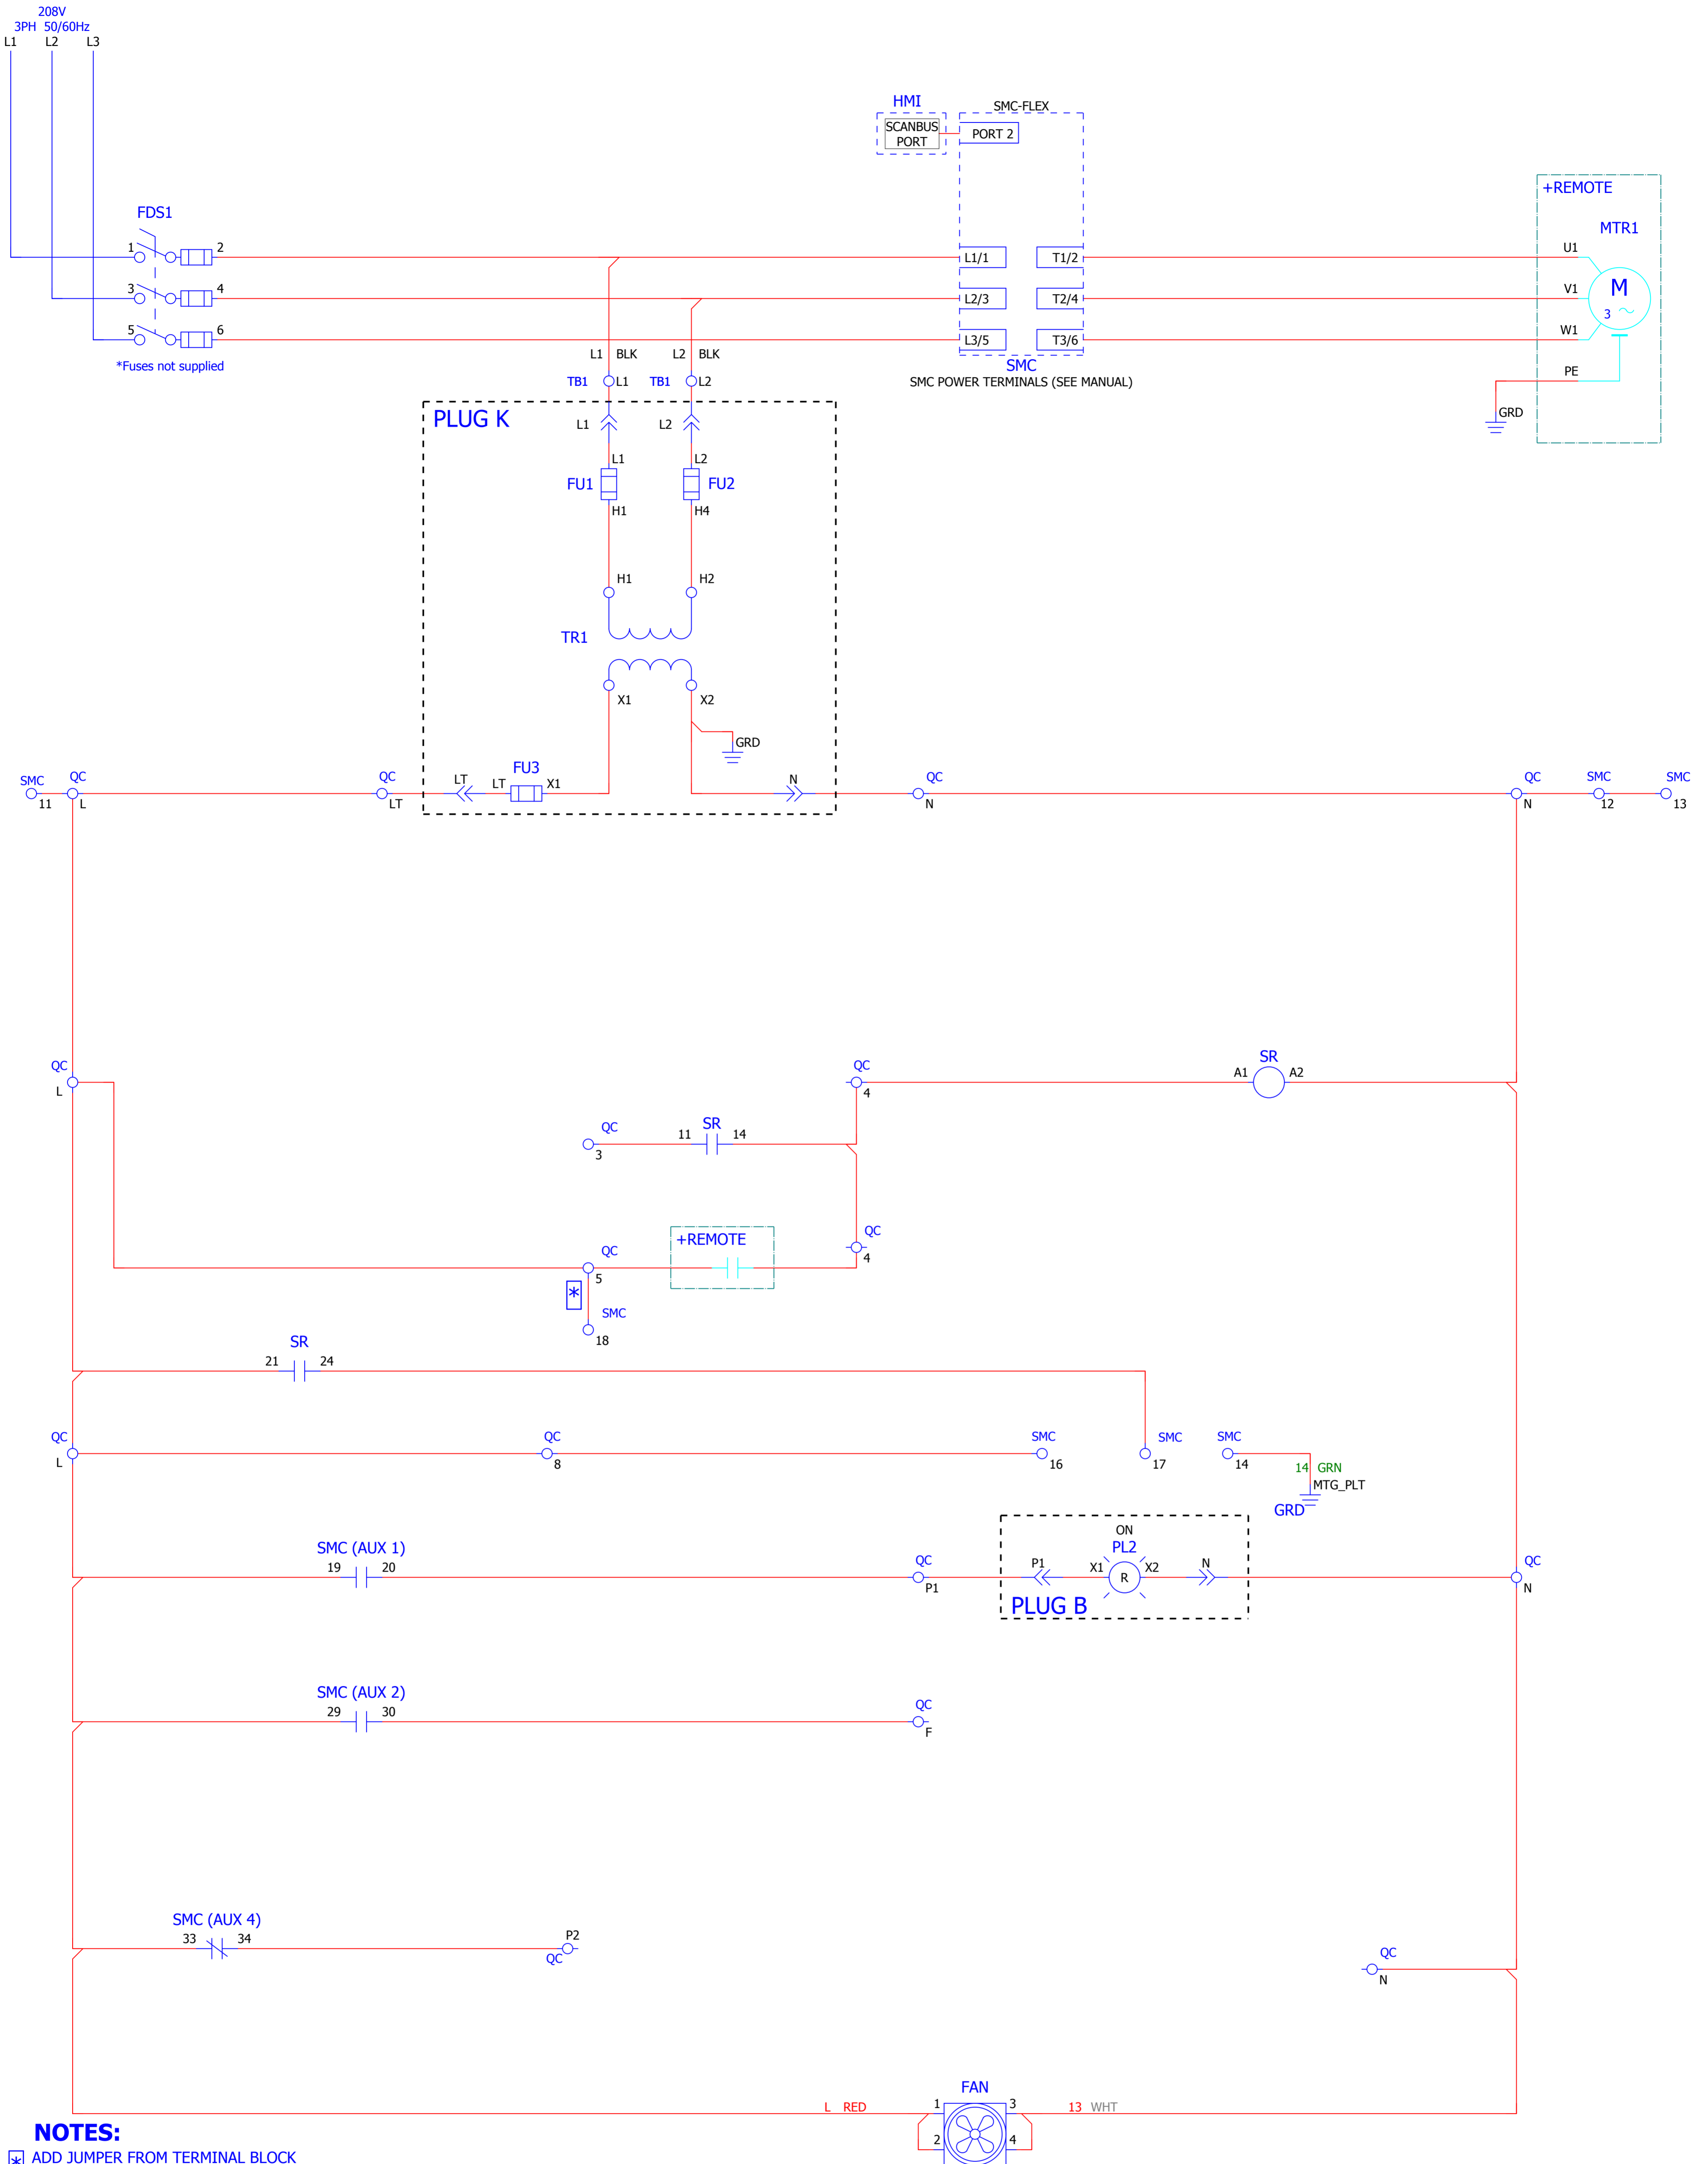 208V
3PH 50/60Hz
L1 L2 L3
HMI
SMC-FLEX
SCANBUS
PORT
PORT 2
+REMOTE
MTR1
FDS1
1 2
L1/1 T1/2
U1
3 4
L2/3 T2/4
V1
M
3
5 6
L3/5 T3/6
W1
*Fuses not supplied
L1 BLK L2 BLK
SMC
SMC POWER TERMINALS (SEE MANUAL)
PE
TB1 L1 TB1 L2
GRD
PLUG K
L1 L2
L1 L2
FU1 FU2
H1 H4
H1 H2
TR1
X1 X2
GRD
SMC QC QC LT LT FU3 X1 N QC QC SMC SMC
11 L LT N N 12 13
QC QC SR
L 4 A1 A2
QC 11 SR 14
3
+REMOTE
QC QC
5 4
*
SMC
18
SR
21 24
QC QC SMC SMC SMC
L 8 16 17 14
14 GRN
MTG_PLT
GRD
ON
SMC (AUX 1)
19 20
QC
P1
P1 X1 PL2 X2 N
R
PLUG B
QC
N
SMC (AUX 2)
29 30
QC
F
SMC (AUX 4)
33 34
P2
QC
QC
N
FAN
L RED 1 3 13 WHT
2 4
NOTES:
* ADD JUMPER FROM TERMINAL BLOCK